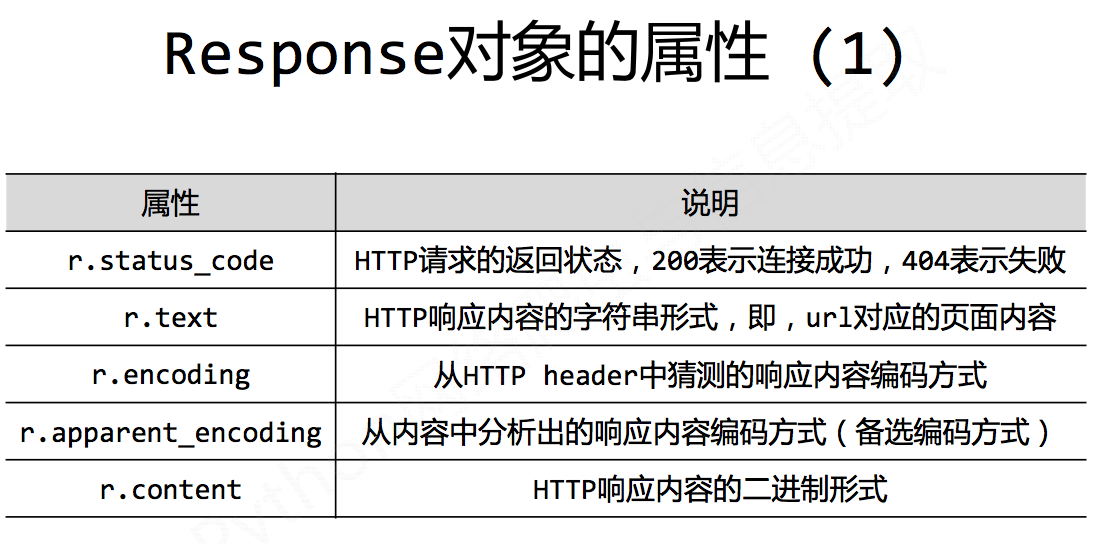 Response对象的属性 (1)
属性 说明
r.status_code HTTP请求的返回状态，200表示连接成功，404表示失败
r.text HTTP响应内容的字符串形式，即，url对应的页面内容
r.encoding 从HTTP header中猜测的响应内容编码方式
r.apparent_encoding 从内容中分析出的响应内容编码方式（备选编码方式）
r.content HTTP响应内容的二进制形式